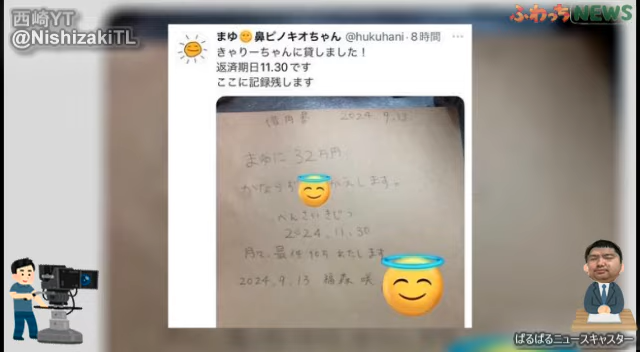 西崎YT
@NishizakiTL
ふわっちNEWS
まゆ🌞鼻ピノキオちゃん @hukuhani·8時間
きゃりーちゃんに貸しました！
返済期日11.30です
ここに記録残します
借用書 2024.9.13
まゆに32万円
かならず えします。
へんさいきじつ
2024.11.30
月で、最低 わたします
2024.9.13 福森 咲
ぱるぱるニュースキャスター